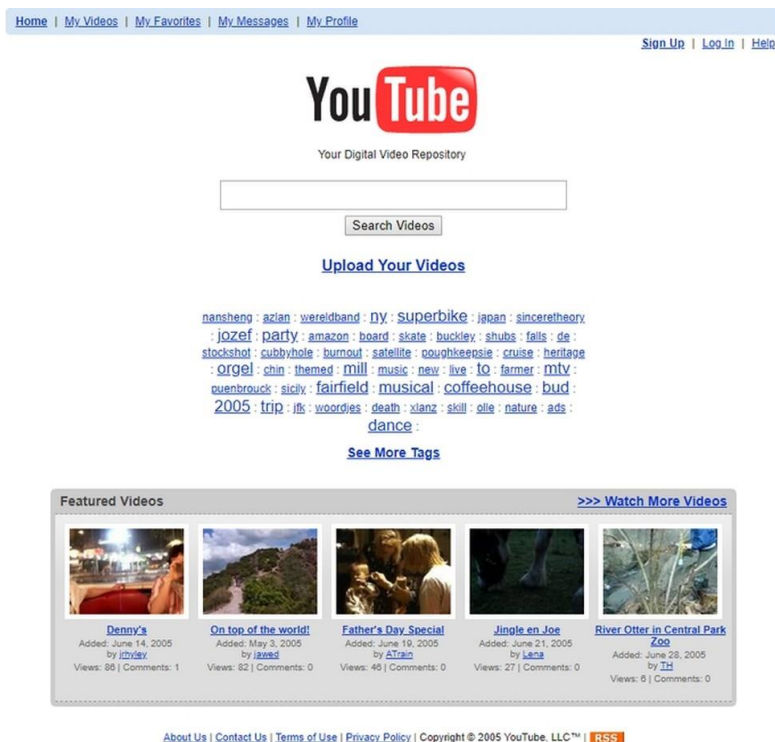 Home | My Videos | My Favorites | My Messages | My Profile
Sign Up | Log In | Help
YouTube
Your Digital Video Repository
Search Videos
Upload Your Videos
nansheng : azlan : wereldband : ny : superbike : japan : sinceretheory
: jozef : party : amazon : board : skate : buckley : shubs : falls : de :
stockshot : cubbyhole : burnout : satellite : poughkeepsie : cruise : heritage
: orgel : chin : themed : mill : music : new : live : to : farmer : mtv :
puenbrouck : sicily : fairfield : musical : coffeehouse : bud :
2005 : trip : jfk : woordjes : death : xlanz : skill : olle : nature : ads :
dance :
See More Tags
Featured Videos
>>> Watch More Videos
Denny's
Added: June 14, 2005
by jrhyley
Views: 86 | Comments: 1
On top of the world!
Added: May 3, 2005
by jawed
Views: 82 | Comments: 0
Father's Day Special
Added: June 19, 2005
by ATrain
Views: 46 | Comments: 0
Jingle en Joe
Added: June 21, 2005
by Lena
Views: 27 | Comments: 0
River Otter in Central Park
Zoo
Added: June 28, 2005
by TH
Views: 6 | Comments: 0
About Us | Contact Us | Terms of Use | Privacy Policy | Copyright © 2005 YouTube, LLC™ | RSS